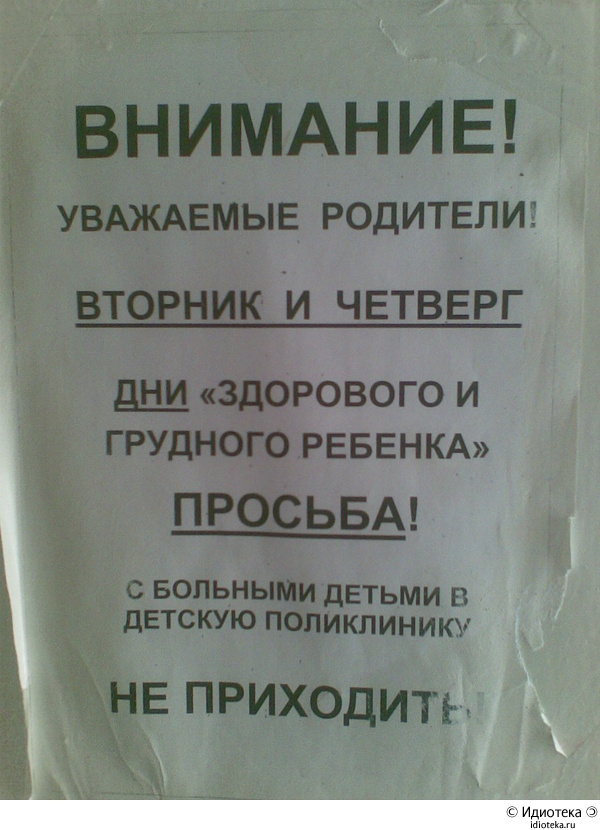 ВНИМАНИЕ!
УВАЖАЕМЫЕ РОДИТЕЛИ!
ВТОРНИК И ЧЕТВЕРГ
ДНИ «ЗДОРОВОГО И
ГРУДНОГО РЕБЕНКА»
ПРОСЬБА!
С БОЛЬНЫМИ ДЕТЬМИ В
ДЕТСКУЮ ПОЛИКЛИНИКУ
НЕ ПРИХОДИТЬ!
© Идиотека
idioteka.ru